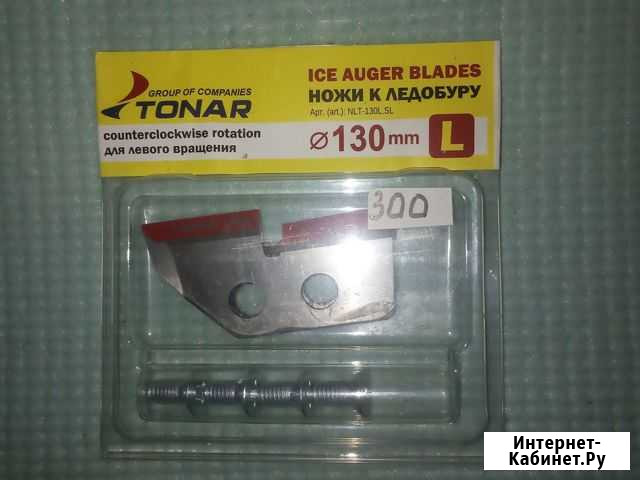 GROUP OF COMPANIES
TONAR
counterclockwise rotation
для левого вращения
ICE AUGER BLADES
НОЖИ К ЛЕДОБУРУ
Арт. (art.): NLT-130L.SL
⌀130mm L
300
Интернет-
Кабинет.Ру